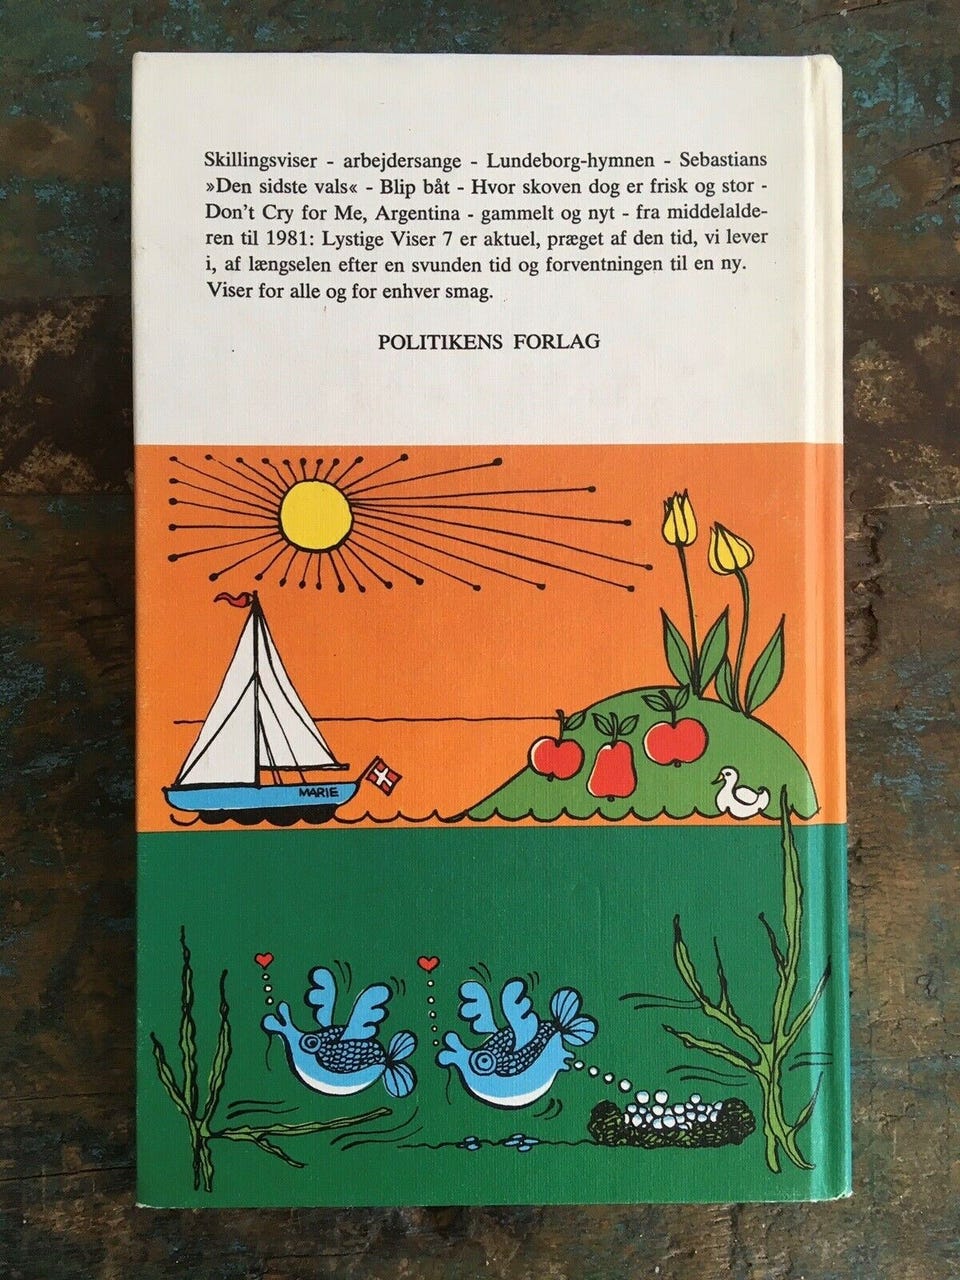 Skillingsviser - arbejdersange - Lundeborg-hymnen - Sebastians
»Den sidste vals« - Blip båt - Hvor skoven dog er frisk og stor -
Don't Cry for Me, Argentina - gammelt og nyt - fra middelalde-
ren til 1981: Lystige Viser 7 er aktuel, præget af den tid, vi lever
i, af længselen efter en svunden tid og forventningen til en ny.
Viser for alle og for enhver smag.
POLITIKENS FORLAG
MARIE